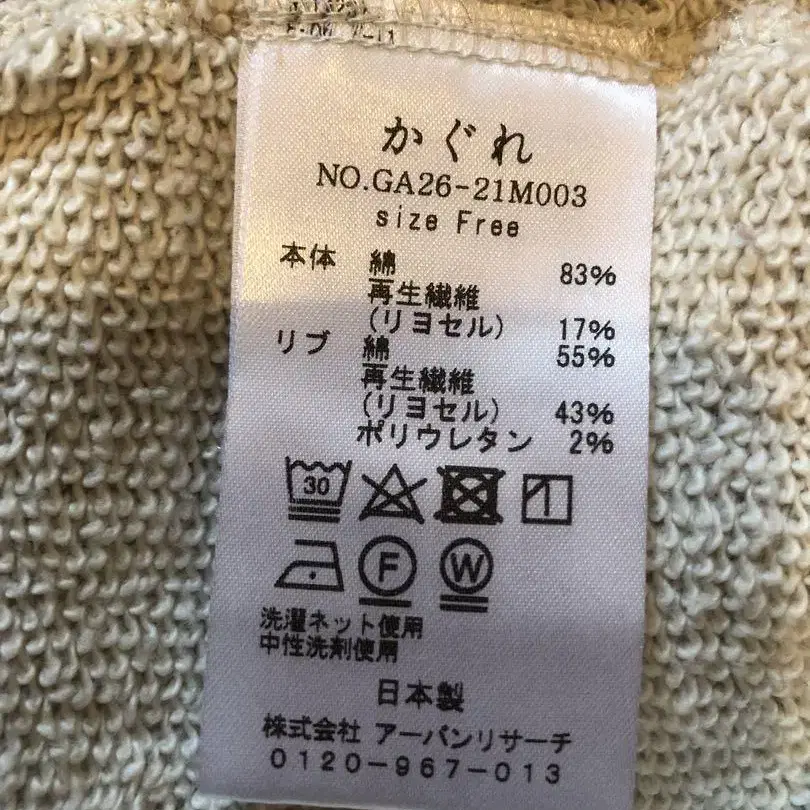 かぐれ
NO.GA26-21M003
size Free
本体 綿 83%
再生繊維
(リヨセル) 17%
リブ 綿 55%
再生繊維
(リヨセル) 43%
ポリウレタン 2%
30
F W
洗濯ネット使用
中性洗剤使用
日本製
株式会社 アーバンリサーチ
0120-967-013